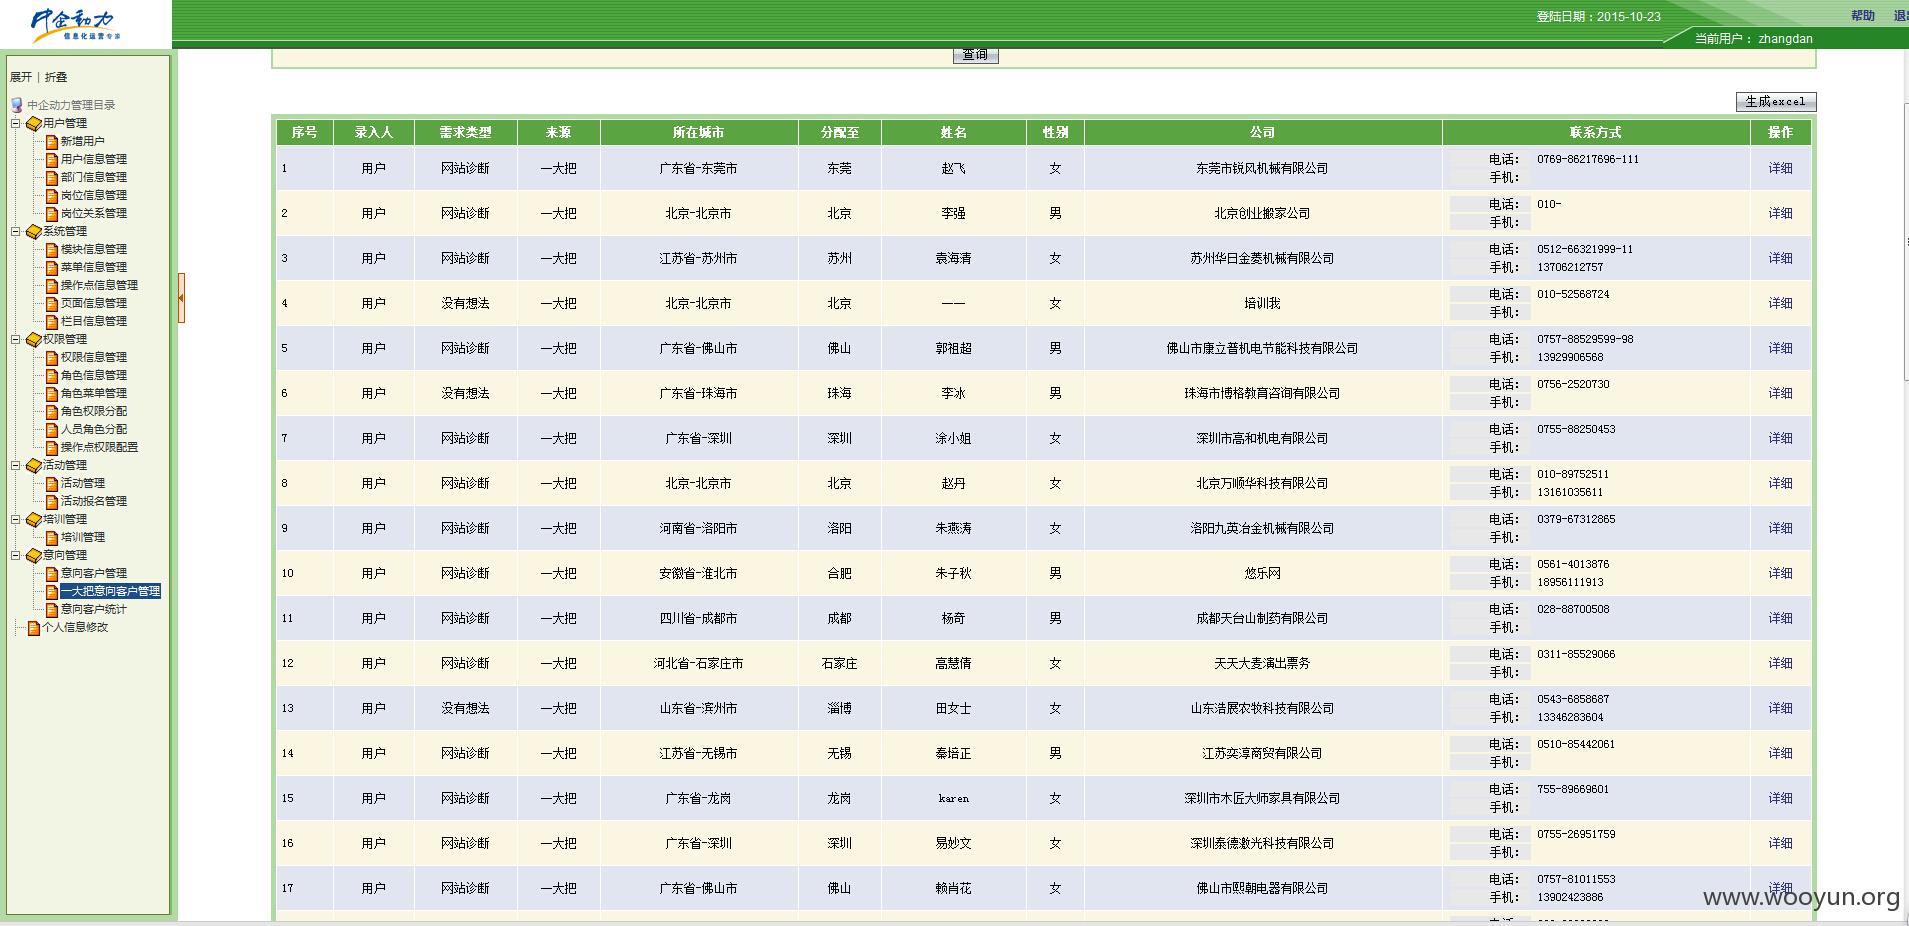 中企动力
信息化运营专家
登陆日期：2015-10-23
帮助
当前用户： zhangdan
展开 | 折叠
中企动力管理目录
用户管理
新增用户
用户信息管理
部门信息管理
岗位信息管理
岗位关系管理
系统管理
模块信息管理
菜单信息管理
操作点信息管理
页面信息管理
栏目信息管理
权限管理
权限信息管理
角色信息管理
角色菜单管理
角色权限分配
人员角色分配
操作点权限配置
活动管理
活动管理
活动报名管理
培训管理
培训管理
意向管理
意向客户管理
一大把意向客户管理
意向客户统计
个人信息修改
查询
生成excel
序号 录入人 需求类型 来源 所在城市 分配至 姓名 性别 公司 联系方式 操作
1 用户 网站诊断 一大把 广东省-东莞市 东莞 赵飞 女 东莞市锐风机械有限公司 电话： 0769-86217696-111 手机： 详细
2 用户 网站诊断 一大把 北京-北京市 北京 李强 男 北京创业搬家公司 电话： 010- 手机： 详细
3 用户 网站诊断 一大把 江苏省-苏州市 苏州 袁海清 女 苏州华日金菱机械有限公司 电话： 0512-66321999-11 手机： 13706212757 详细
4 用户 没有想法 一大把 北京-北京市 北京 一一 女 培训我 电话： 010-52568724 手机： 详细
5 用户 网站诊断 一大把 广东省-佛山市 佛山 郭祖超 男 佛山市康立普机电节能科技有限公司 电话： 0757-88529599-98 手机： 13929906568 详细
6 用户 没有想法 一大把 广东省-珠海市 珠海 李冰 男 珠海市博格教育咨询有限公司 电话： 0756-2520730 手机： 详细
7 用户 网站诊断 一大把 广东省-深圳 深圳 涂小姐 女 深圳市高和机电有限公司 电话： 0755-88250453 手机： 详细
8 用户 网站诊断 一大把 北京-北京市 北京 赵丹 女 北京万顺华科技有限公司 电话： 010-89752511 手机： 13161035611 详细
9 用户 网站诊断 一大把 河南省-洛阳市 洛阳 朱燕涛 女 洛阳九英冶金机械有限公司 电话： 0379-67312865 手机： 详细
10 用户 网站诊断 一大把 安徽省-淮北市 合肥 朱子秋 男 悠乐网 电话： 0561-4013876 手机： 18956111913 详细
11 用户 网站诊断 一大把 四川省-成都市 成都 杨奇 男 成都天台山制药有限公司 电话： 028-88700508 手机： 详细
12 用户 网站诊断 一大把 河北省-石家庄市 石家庄 高慧倩 女 天天大麦演出票务 电话： 0311-85529066 手机： 详细
13 用户 没有想法 一大把 山东省-滨州市 淄博 田女士 女 山东浩展农牧科技有限公司 电话： 0543-6858687 手机： 13346283604 详细
14 用户 网站诊断 一大把 江苏省-无锡市 无锡 秦培正 男 江苏奕淳商贸有限公司 电话： 0510-85442061 手机： 详细
15 用户 网站诊断 一大把 广东省-龙岗 龙岗 karen 女 深圳市木匠大师家具有限公司 电话： 755-89669601 手机： 详细
16 用户 网站诊断 一大把 广东省-深圳 深圳 易妙文 女 深圳泰德激光科技有限公司 电话： 0755-26951759 手机： 详细
17 用户 网站诊断 一大把 广东省-佛山市 佛山 赖肖花 女 佛山市熙朝电器有限公司 电话： 0757-81011553 手机： 13902423886 详细
www.wooyun.org